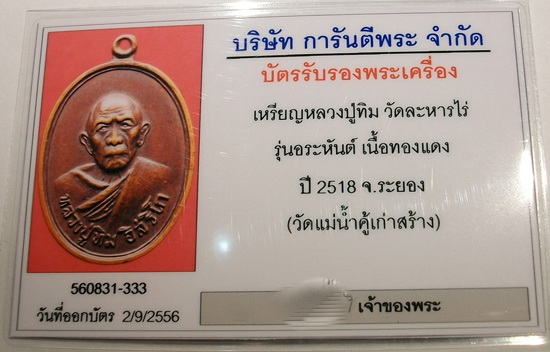 บริษัท การันตีพระ จำกัด
บัตรรับรองพระเครื่อง
เหรียญหลวงปู่ทิม วัดละหารไร่
รุ่นอรหันต์ เนื้อทองแดง
ปี 2518 จ.ระยอง
(วัดแม่น้ำคู้เก่าสร้าง)
หลวงปู่ทิม อิสริโก
560831-333
วันที่ออกบัตร 2/9/2556
เจ้าของพระ